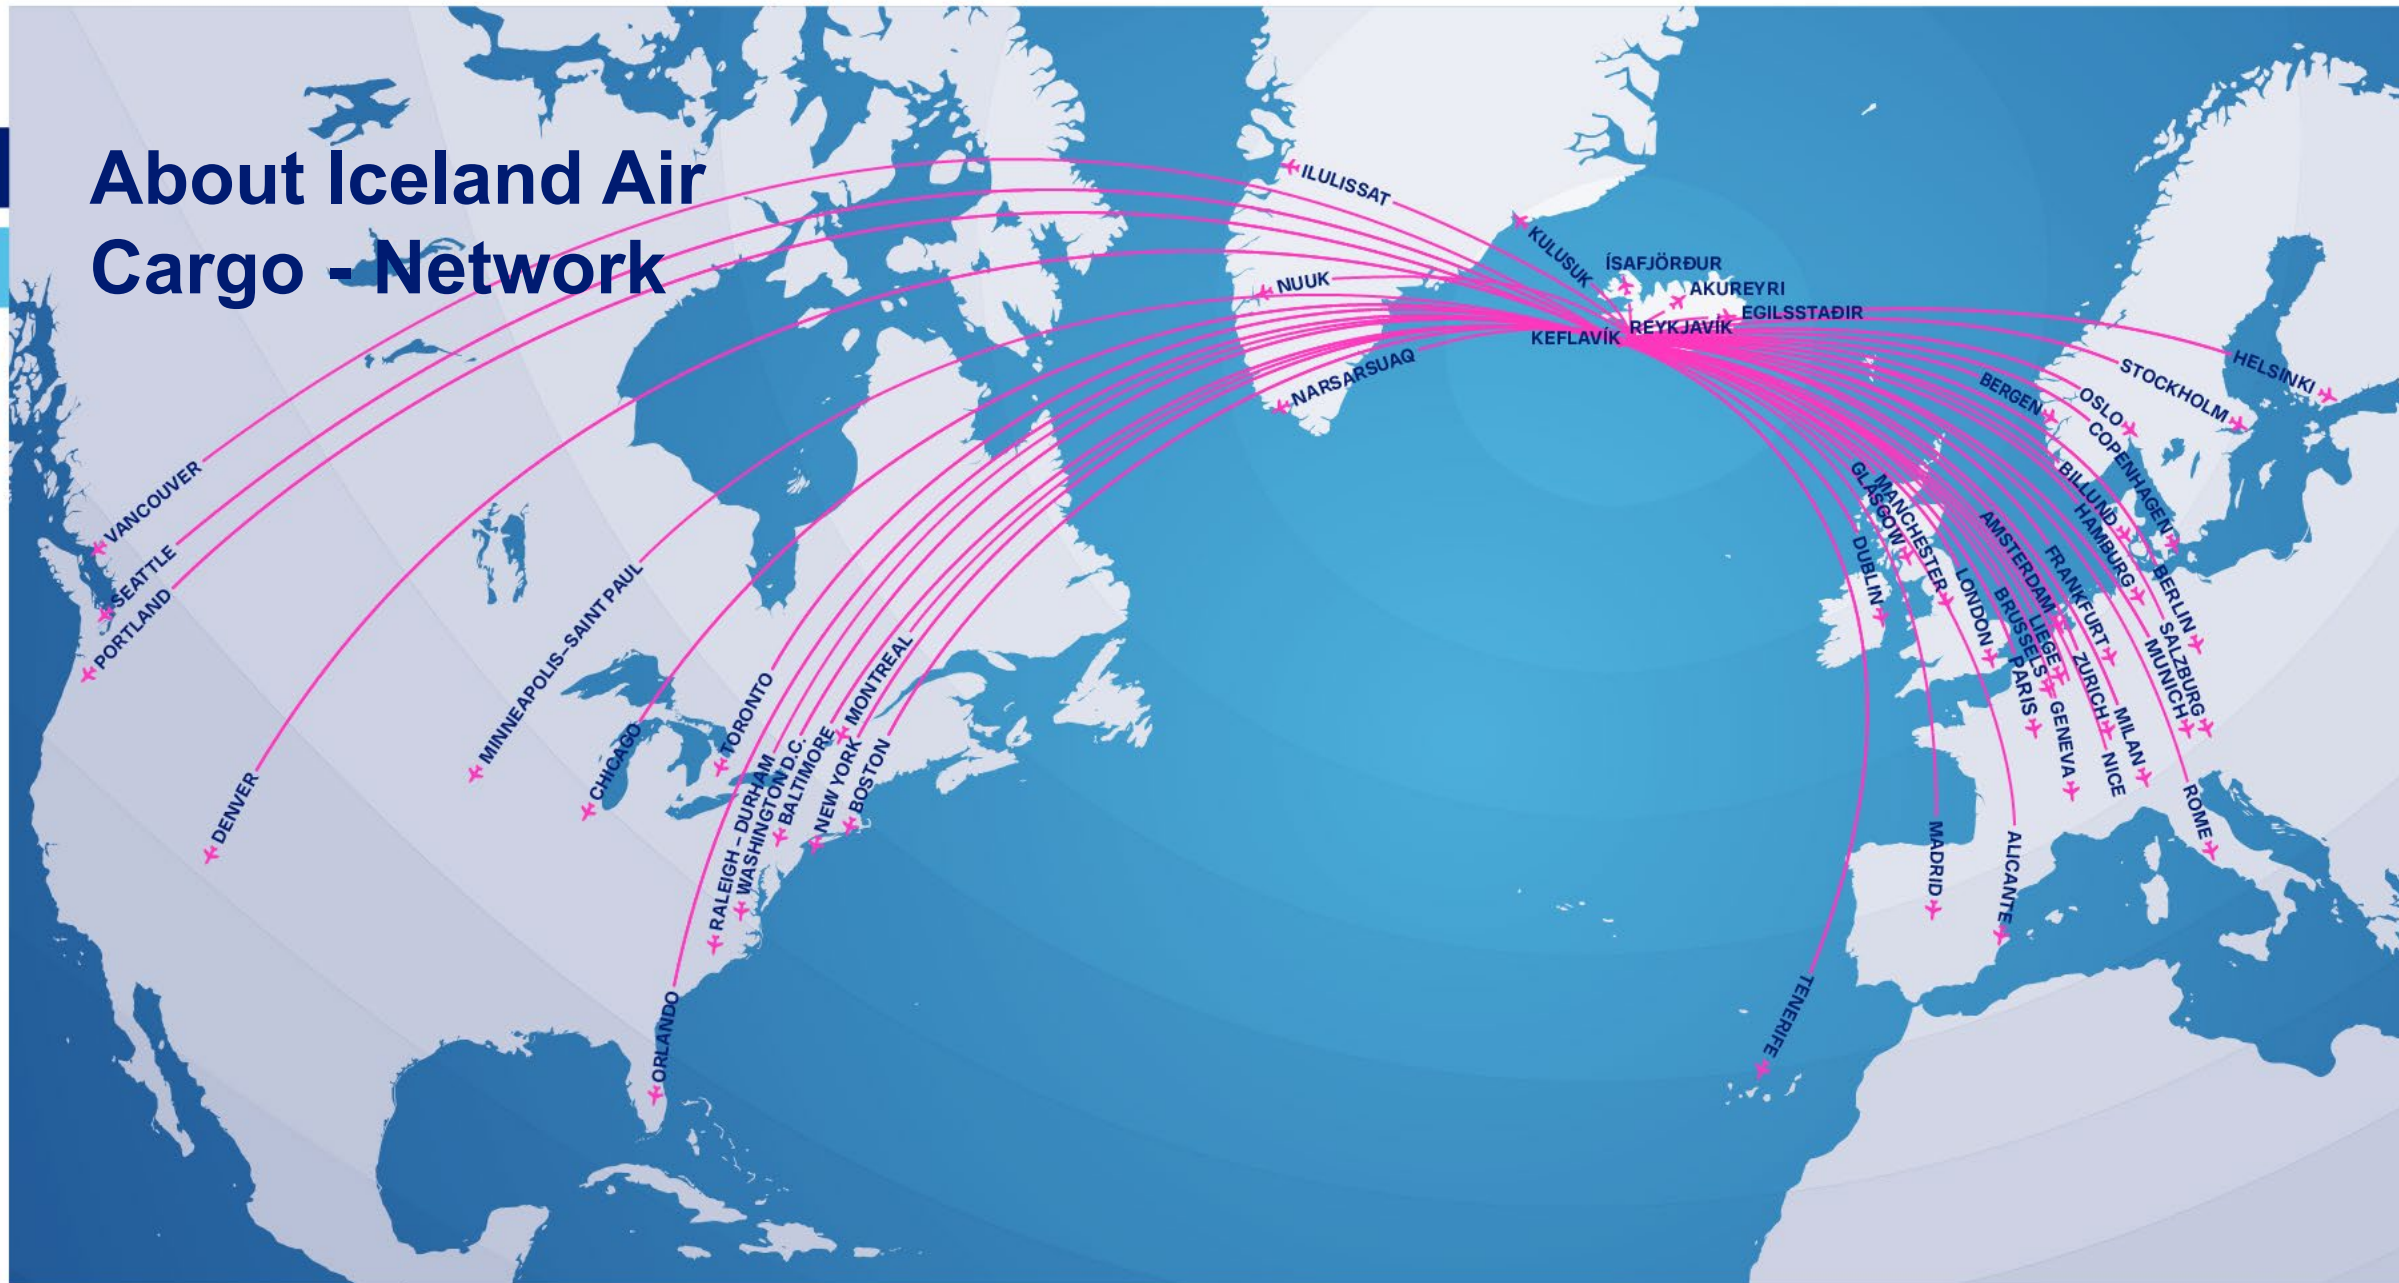 About Iceland Air
Cargo - Network
ILULISSAT
KULUSUK
NUUK
NARSARSUAQ
ÍSAFJÖRÐUR
AKUREYRI
EGILSSTAÐIR
REYKJAVÍK
KEFLAVÍK
VANCOUVER
SEATTLE
PORTLAND
DENVER
MINNEAPOLIS–SAINT PAUL
CHICAGO
TORONTO
MONTREAL
RALEIGH – DURHAM
WASHINGTON D.C.
BALTIMORE
NEW YORK
BOSTON
ORLANDO
HELSINKI
STOCKHOLM
OSLO
BERGEN
COPENHAGEN
BILLUND
HAMBURG
BERLIN
GLASGOW
MANCHESTER
DUBLIN
LONDON
AMSTERDAM
FRANKFURT
LIEGE
BRUSSELS
PARIS
ZURICH
SALZBURG
MUNICH
GENEVA
MILAN
NICE
ROME
MADRID
ALICANTE
TENERIFE